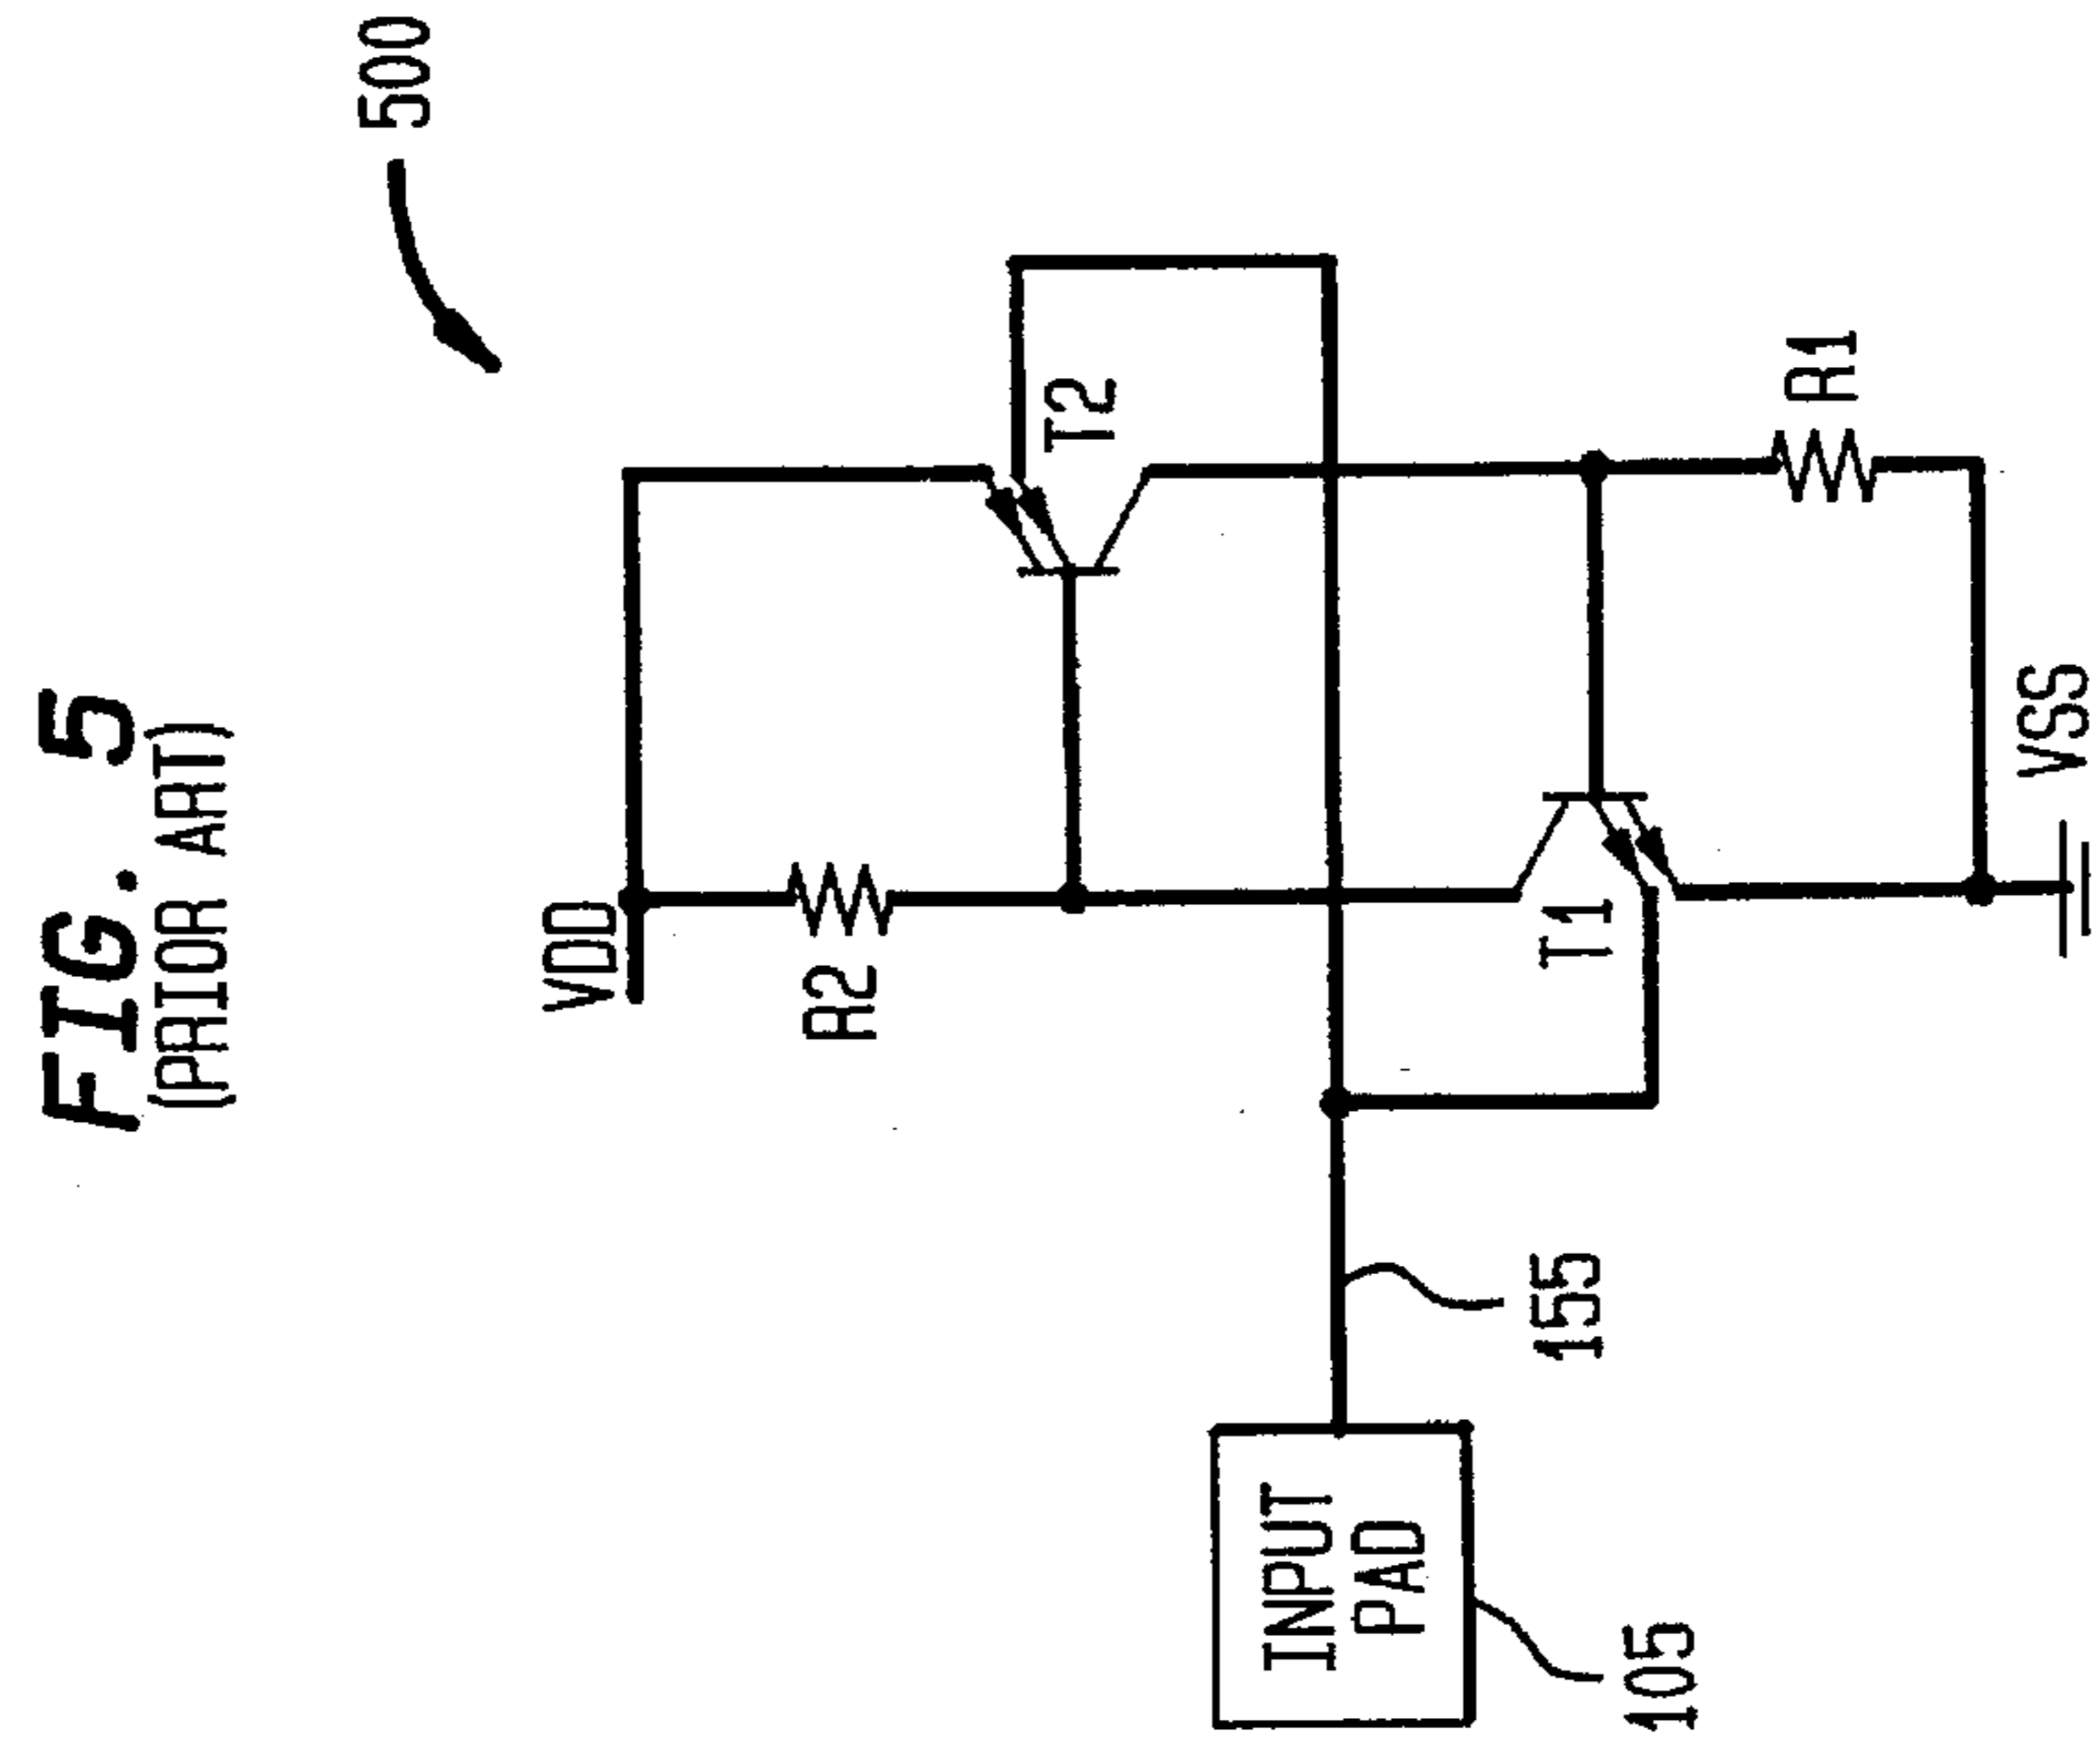 FIG. 5
(PRIOR ART)
500
VDD
R2
T2
T1
R1
VSS
155
INPUT
PAD
105